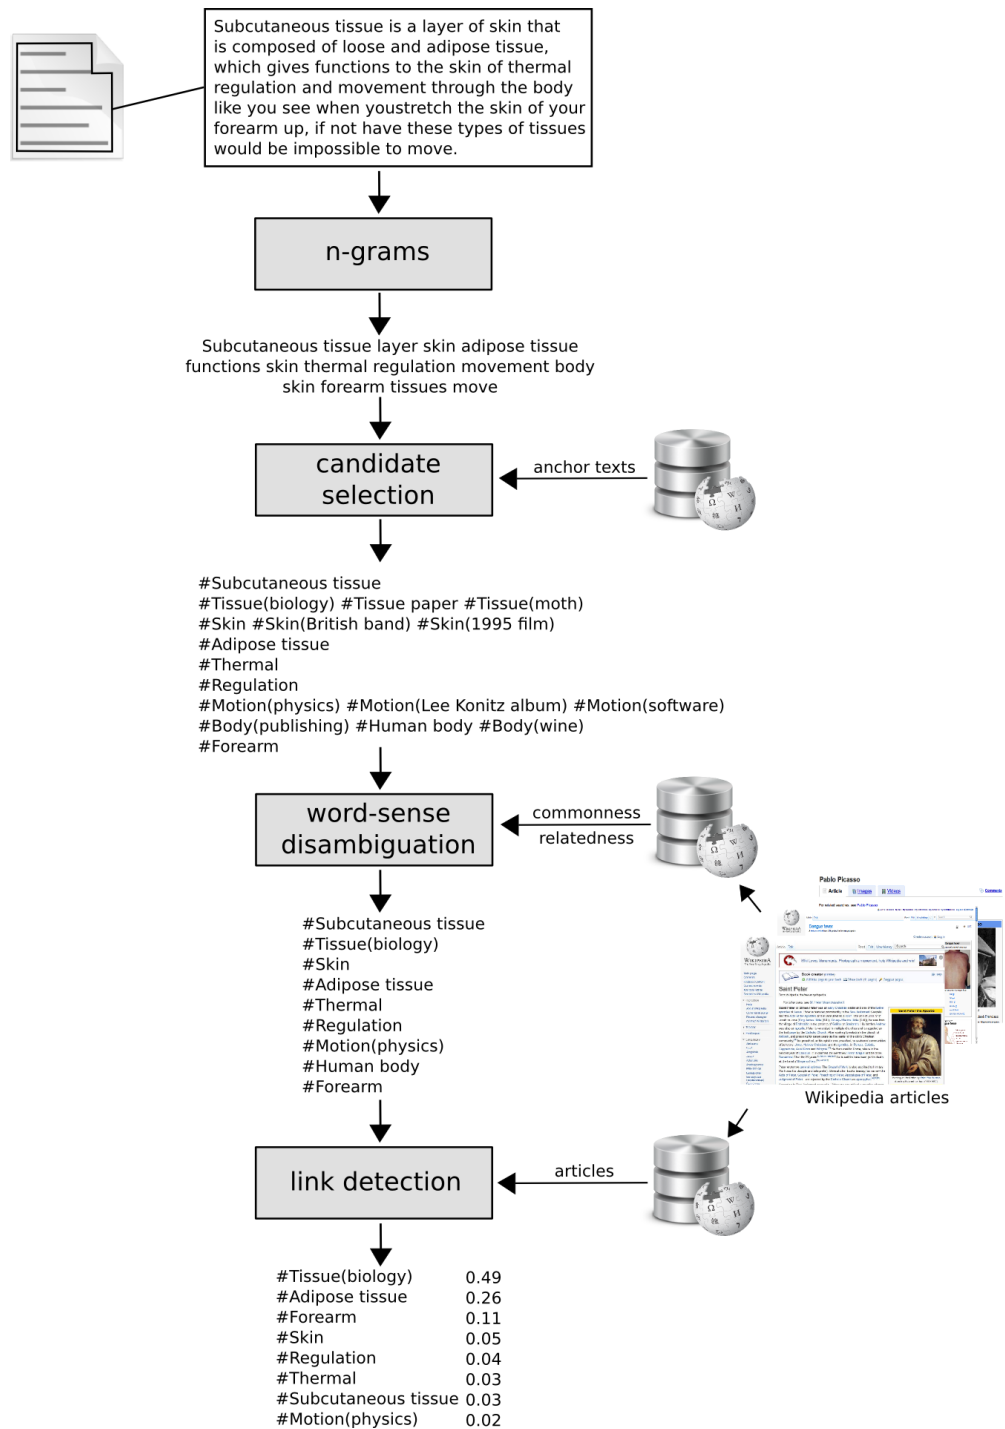 Subcutaneous tissue is a layer of skin that
is composed of loose and adipose tissue,
which gives functions to the skin of thermal
regulation and movement through the body
like you see when youstretch the skin of your
forearm up, if not have these types of tissues
would be impossible to move.
n-grams
Subcutaneous tissue layer skin adipose tissue
functions skin thermal regulation movement body
skin forearm tissues move
candidate
selection
anchor texts
#Subcutaneous tissue
#Tissue(biology) #Tissue paper #Tissue(moth)
#Skin #Skin(British band) #Skin(1995 film)
#Adipose tissue
#Thermal
#Regulation
#Motion(physics) #Motion(Lee Konitz album) #Motion(software)
#Body(publishing) #Human body #Body(wine)
#Forearm
word-sense
disambiguation
commonness
relatedness
#Subcutaneous tissue
#Tissue(biology)
#Skin
#Adipose tissue
#Thermal
#Regulation
#Motion(physics)
#Human body
#Forearm
Pablo Picasso
Article Images Videos
Comments
Dengue fever
Saint Peter
Wikipedia articles
link detection
articles
#Tissue(biology) 0.49
#Adipose tissue 0.26
#Forearm 0.11
#Skin 0.05
#Regulation 0.04
#Thermal 0.03
#Subcutaneous tissue 0.03
#Motion(physics) 0.02